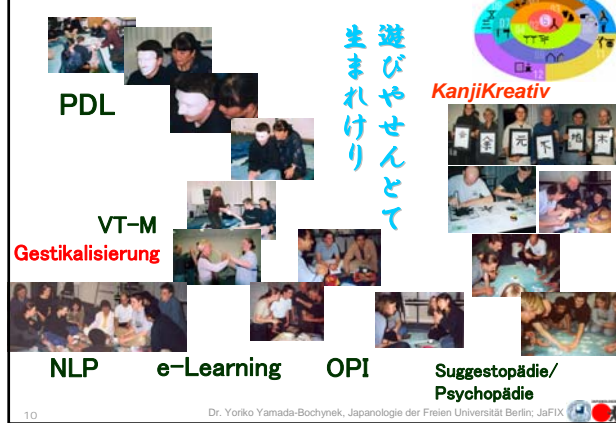 PDL
遊びやせんとて
生まれけり
KanjiKreativ
VT-M
Gestikalisierung
NLP
e-Learning
OPI
Suggestopädie/
Psychopädie
10
Dr. Yoriko Yamada-Bochynek, Japanologie der Freien Universität Berlin; JaFIX